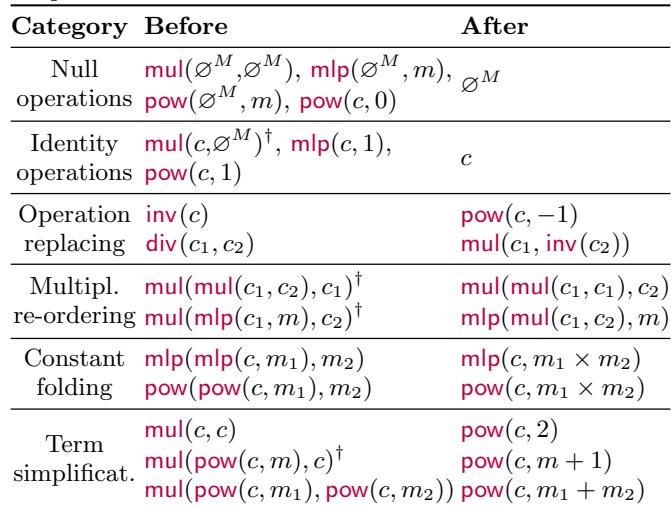 Category Before After
Null operations
mul(∅^M,∅^M), mlp(∅^M, m),
pow(∅^M, m), pow(c, 0)
∅^M
Identity operations
mul(c,∅^M)†, mlp(c, 1),
pow(c, 1)
c
Operation replacing
inv(c) pow(c, −1)
div(c₁, c₂) mul(c₁, inv(c₂))
Multipl. re-ordering
mul(mul(c₁, c₂), c₁)† mul(mul(c₁, c₁), c₂)
mul(mlp(c₁, m), c₂)† mlp(mul(c₁, c₂), m)
Constant folding
mlp(mlp(c, m₁), m₂) mlp(c, m₁ × m₂)
pow(pow(c, m₁), m₂) pow(c, m₁ × m₂)
Term simplificat.
mul(c, c) pow(c, 2)
mul(pow(c, m), c)† pow(c, m + 1)
mul(pow(c, m₁), pow(c, m₂)) pow(c, m₁ + m₂)